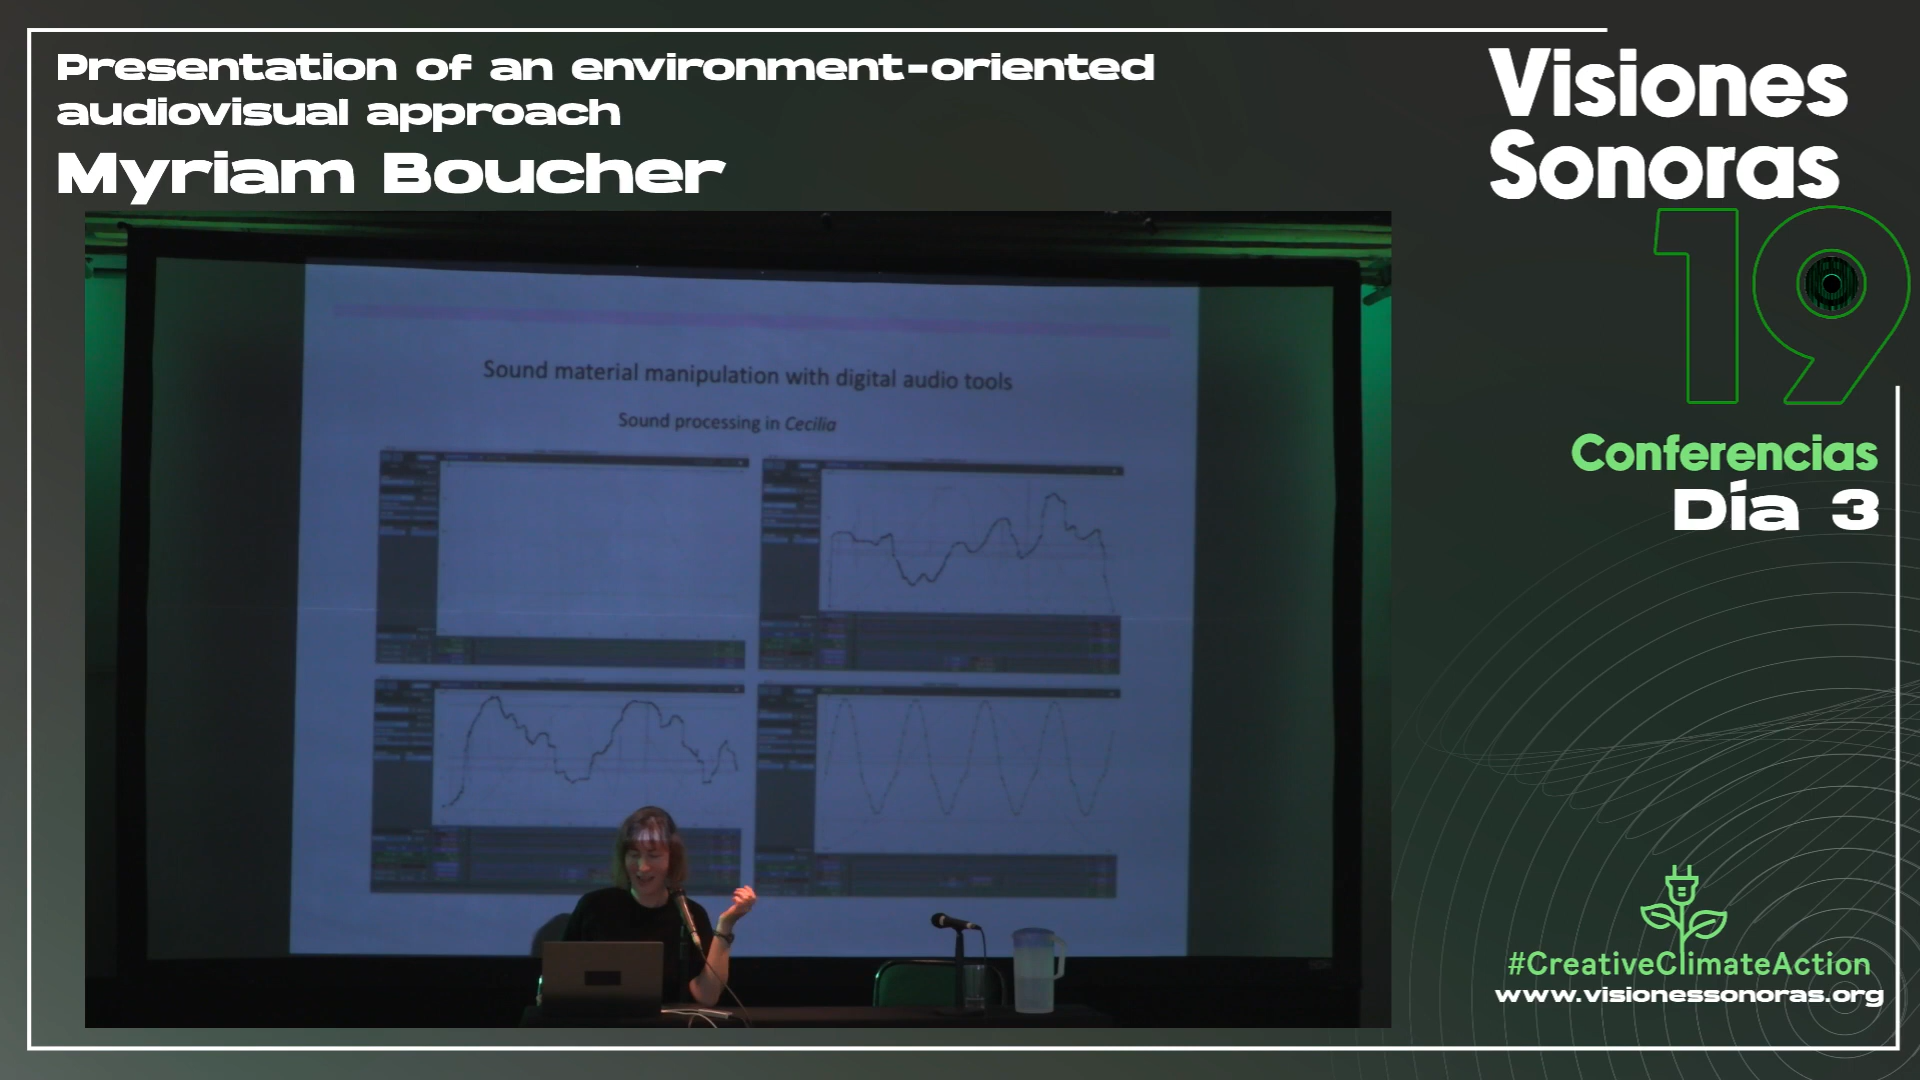 Presentation of an environment-oriented
audiovisual approach
Myriam Boucher
Visiones
Sonoras
19
Conferencias
Día 3
Sound material manipulation with digital audio tools
Sound processing in Cecilia
#CreativeClimateAction
www.visionessonoras.org